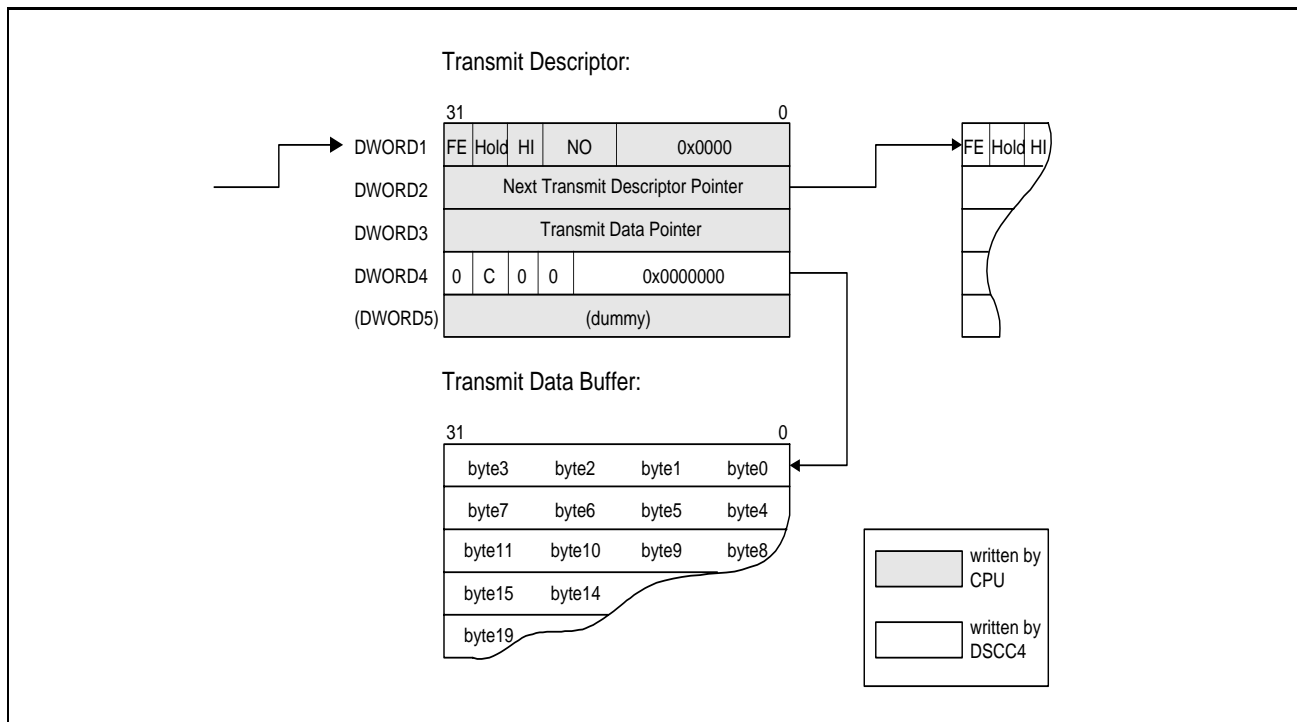 Transmit Descriptor:
31 0
DWORD1 FE Hold HI NO 0x0000 FE Hold HI
DWORD2 Next Transmit Descriptor Pointer
DWORD3 Transmit Data Pointer
DWORD4 0 C 0 0 0x0000000
(DWORD5) (dummy)
Transmit Data Buffer:
31 0
byte3 byte2 byte1 byte0
byte7 byte6 byte5 byte4
byte11 byte10 byte9 byte8
byte15 byte14
byte19
written by
CPU
written by
DSCC4